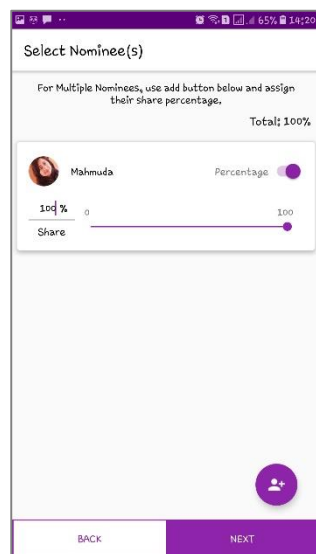 65% 14:20
Select Nominee(s)
For Multiple Nominees, use add button below and assign
their share percentage.
Total: 100%
Mahmuda
Percentage
100 %
0
100
Share
BACK
NEXT